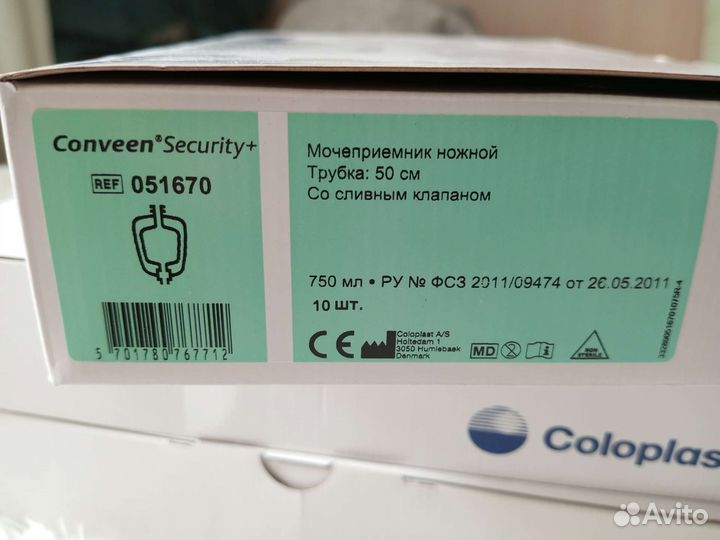 Conveen® Security+
REF 051670
5 701780 767712
Мочеприемник ножной
Трубка: 50 см
Со сливным клапаном
750 мл • РУ № ФСЗ 2011/09474 от 26.05.2011
10 шт.
CE
Coloplast A/S
Holtedam 1
3050 Humlebaek
Denmark
MD
NON
STERILE
Coloplas
Avito